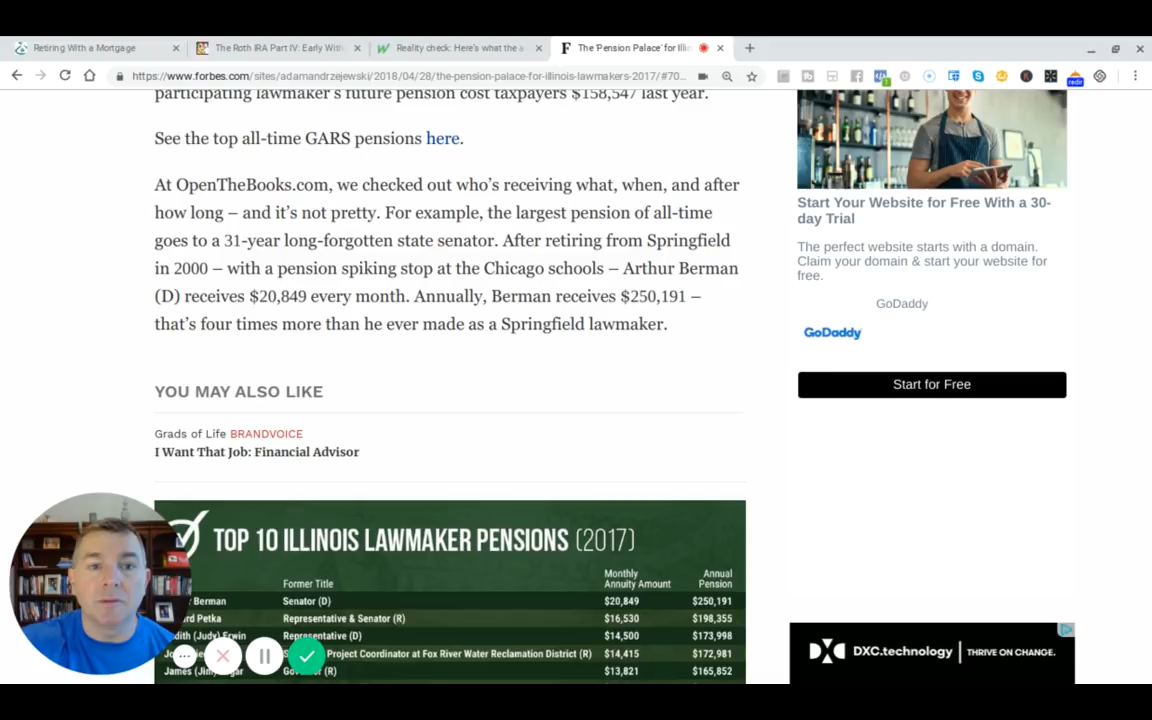 Retiring With a Mortgage
The Roth IRA Part IV: Early With
Reality check: Here's what the a
The 'Pension Palace' for Illi
https://www.forbes.com/sites/adamandrzejewski/2018/04/28/the-pension-palace-for-illinois-lawmakers-2017/#70...
participating lawmaker's future pension cost taxpayers $158,547 last year.
See the top all-time GARS pensions here.
At OpenTheBooks.com, we checked out who's receiving what, when, and after
how long – and it's not pretty. For example, the largest pension of all-time
goes to a 31-year long-forgotten state senator. After retiring from Springfield
in 2000 – with a pension spiking stop at the Chicago schools – Arthur Berman
(D) receives $20,849 every month. Annually, Berman receives $250,191 –
that's four times more than he ever made as a Springfield lawmaker.
YOU MAY ALSO LIKE
Grads of Life BRANDVOICE
I Want That Job: Financial Advisor
TOP 10 ILLINOIS LAWMAKER PENSIONS (2017)
Former Title
Monthly
Annuity Amount
Annual
Pension
Berman Senator (D) $20,849 $250,191
Petka Representative & Senator (R) $16,530 $198,355
(Judy) Erwin Representative (D) $14,500 $173,998
Project Coordinator at Fox River Water Reclamation District (R) $14,415 $172,981
James (R) $13,821 $165,852
Start Your Website for Free With a 30-
day Trial
The perfect website starts with a domain.
Claim your domain & start your website for
free.
GoDaddy
GoDaddy
Start for Free
DXC.technology | THRIVE ON CHANGE.